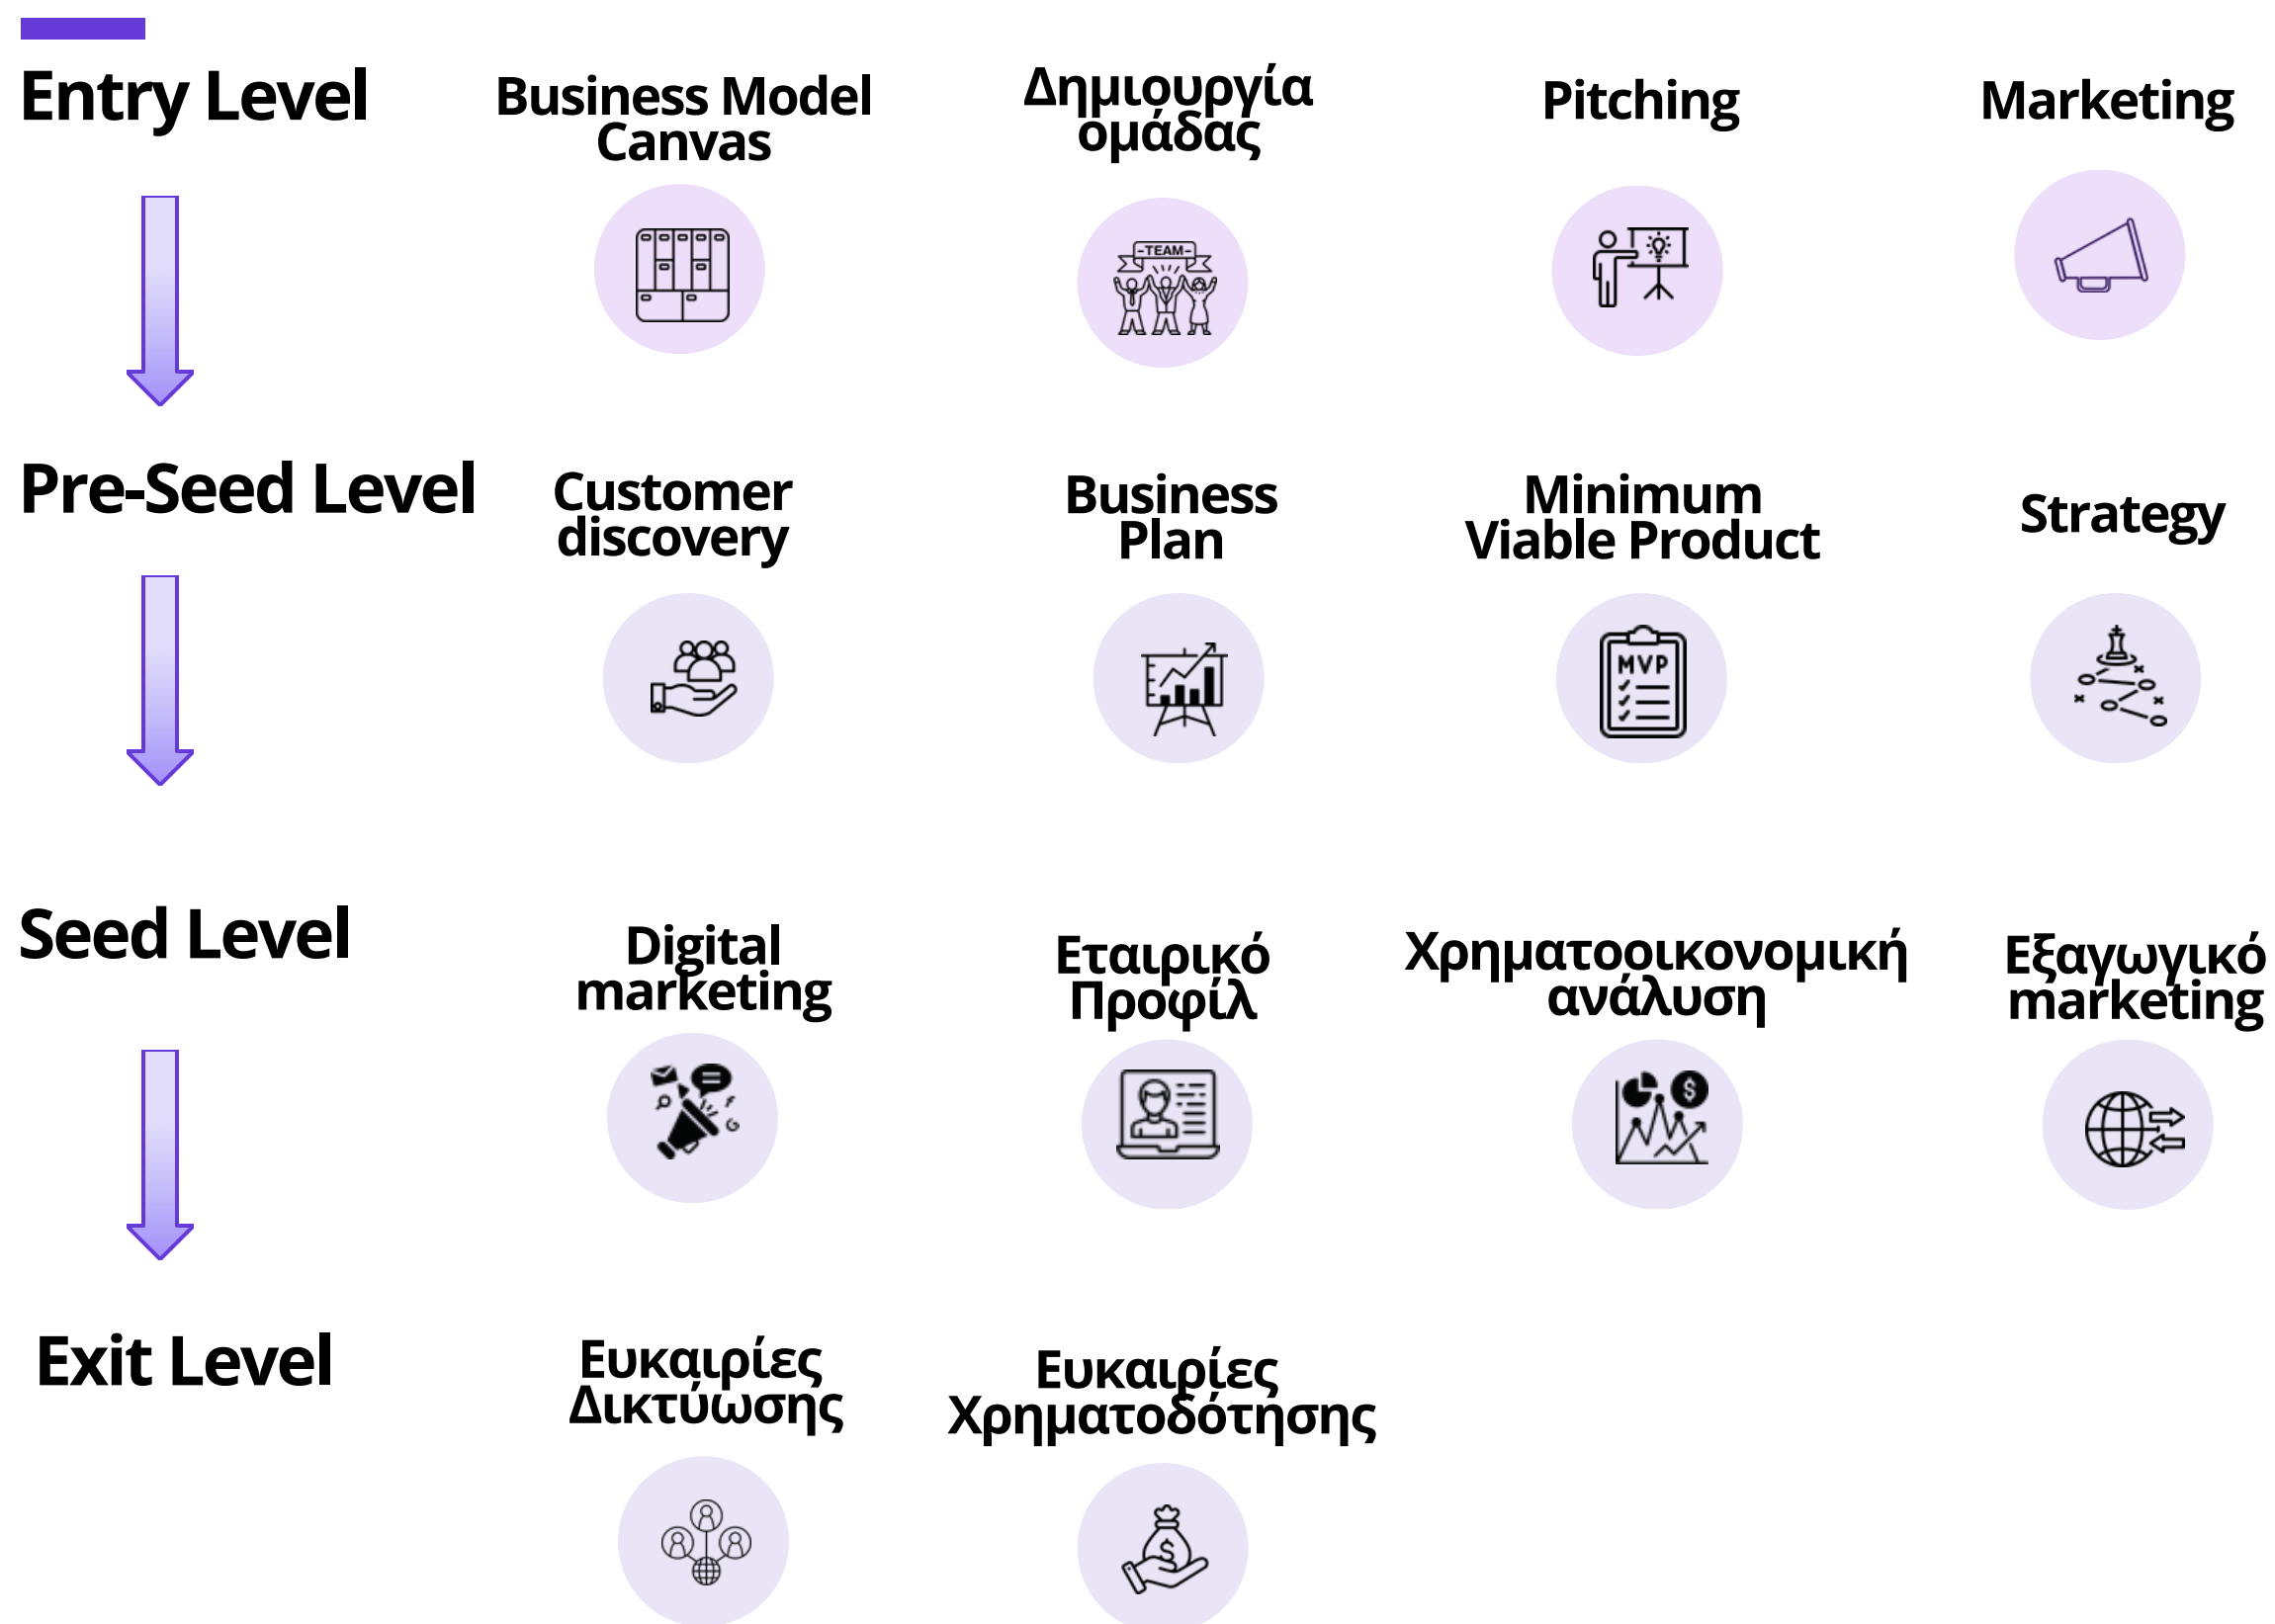 Entry Level
Business Model
Canvas
Δημιουργία
ομάδας
Pitching
Marketing
-TEAM-
Pre-Seed Level
Customer
discovery
Business
Plan
Minimum
Viable Product
Strategy
MVP
Seed Level
Digital
marketing
Εταιρικό
Προφίλ
Χρηματοοικονομική
ανάλυση
Εξαγωγικό
marketing
$
Exit Level
Ευκαιρίες
Δικτύωσης
Ευκαιρίες
Χρηματοδότησης
$